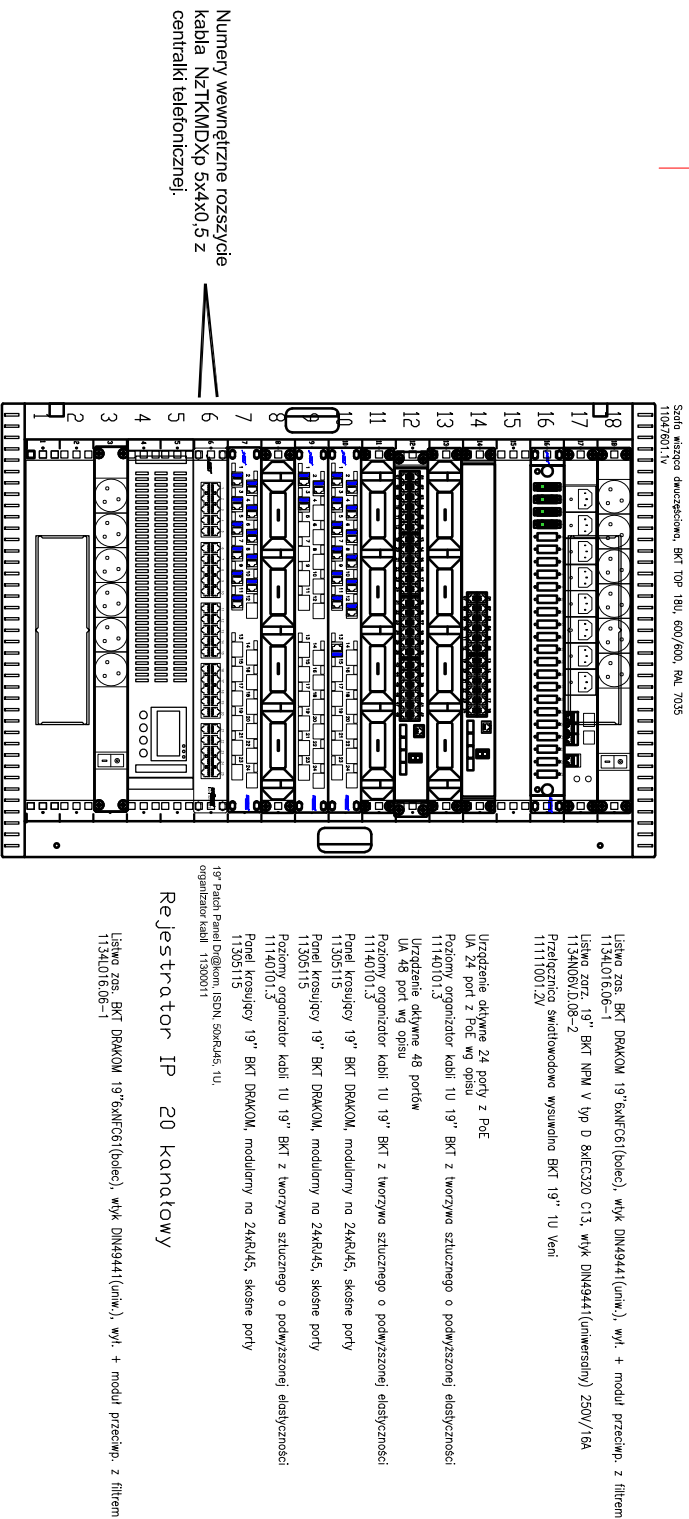 Szafa wisząca dwuczęściowa, BKT TOP 18U, 600/600, RAL 7035
11047601.1v
Numery wewnętrzne rozszycie
kabla NzTKMDXp 5x4x0,5 z
centralki telefonicznej.
18
17
16
15
14
13
12
11
10
9
8
7
6
5
4
3
2
1
Listwa zas. BKT DRAKOM 19"6xNFC61(bolec), wtyk DIN49441(uniw.), wył. + moduł przeciwp. z filtrem
1134L016.06-1
Listwa zarz. 19" BKT NPM V typ D 8xIEC320 C13, wtyk DIN49441(uniwersalny) 250V/16A
1134N06V.D.08-2
Przełącznica światłowodowa wysuwalna BKT 19" 1U Veni
11111001.2V
Urządzenie aktywne 24 porty z PoE
UA 24 port z PoE wg opisu
Poziomy organizator kabli 1U 19" BKT z tworzywa sztucznego o podwyższonej elastyczności
11140101.3
Urządzenie aktywne 48 portów
UA 48 port wg opisu
Poziomy organizator kabli 1U 19" BKT z tworzywa sztucznego o podwyższonej elastyczności
11140101.3
Panel krosujący 19" BKT DRAKOM, modularny na 24xRJ45, skośne porty
11305115
Panel krosujący 19" BKT DRAKOM, modularny na 24xRJ45, skośne porty
11305115
Poziomy organizator kabli 1U 19" BKT z tworzywa sztucznego o podwyższonej elastyczności
11140101.3
Panel krosujący 19" BKT DRAKOM, modularny na 24xRJ45, skośne porty
11305115
19" Patch Panel Dr@kom, ISDN, 50xRJ45, 1U,
organizator kabli 11300011
Rejestrator IP 20 kanałowy
Listwa zas. BKT DRAKOM 19"6xNFC61(bolec), wtyk DIN49441(uniw.), wył. + moduł przeciwp. z filtrem
1134L016.06-1